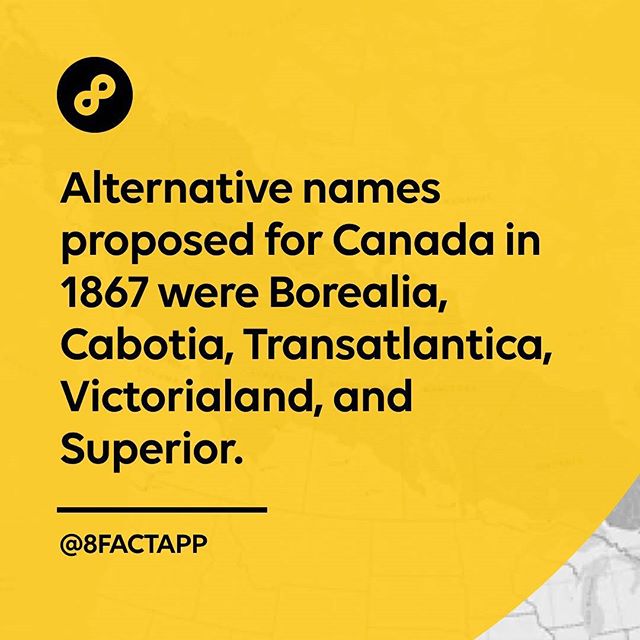 Alternative names
proposed for Canada in
1867 were Borealia,
Cabotia, Transatlantica,
Victorialand, and
Superior.
@8FACTAPP